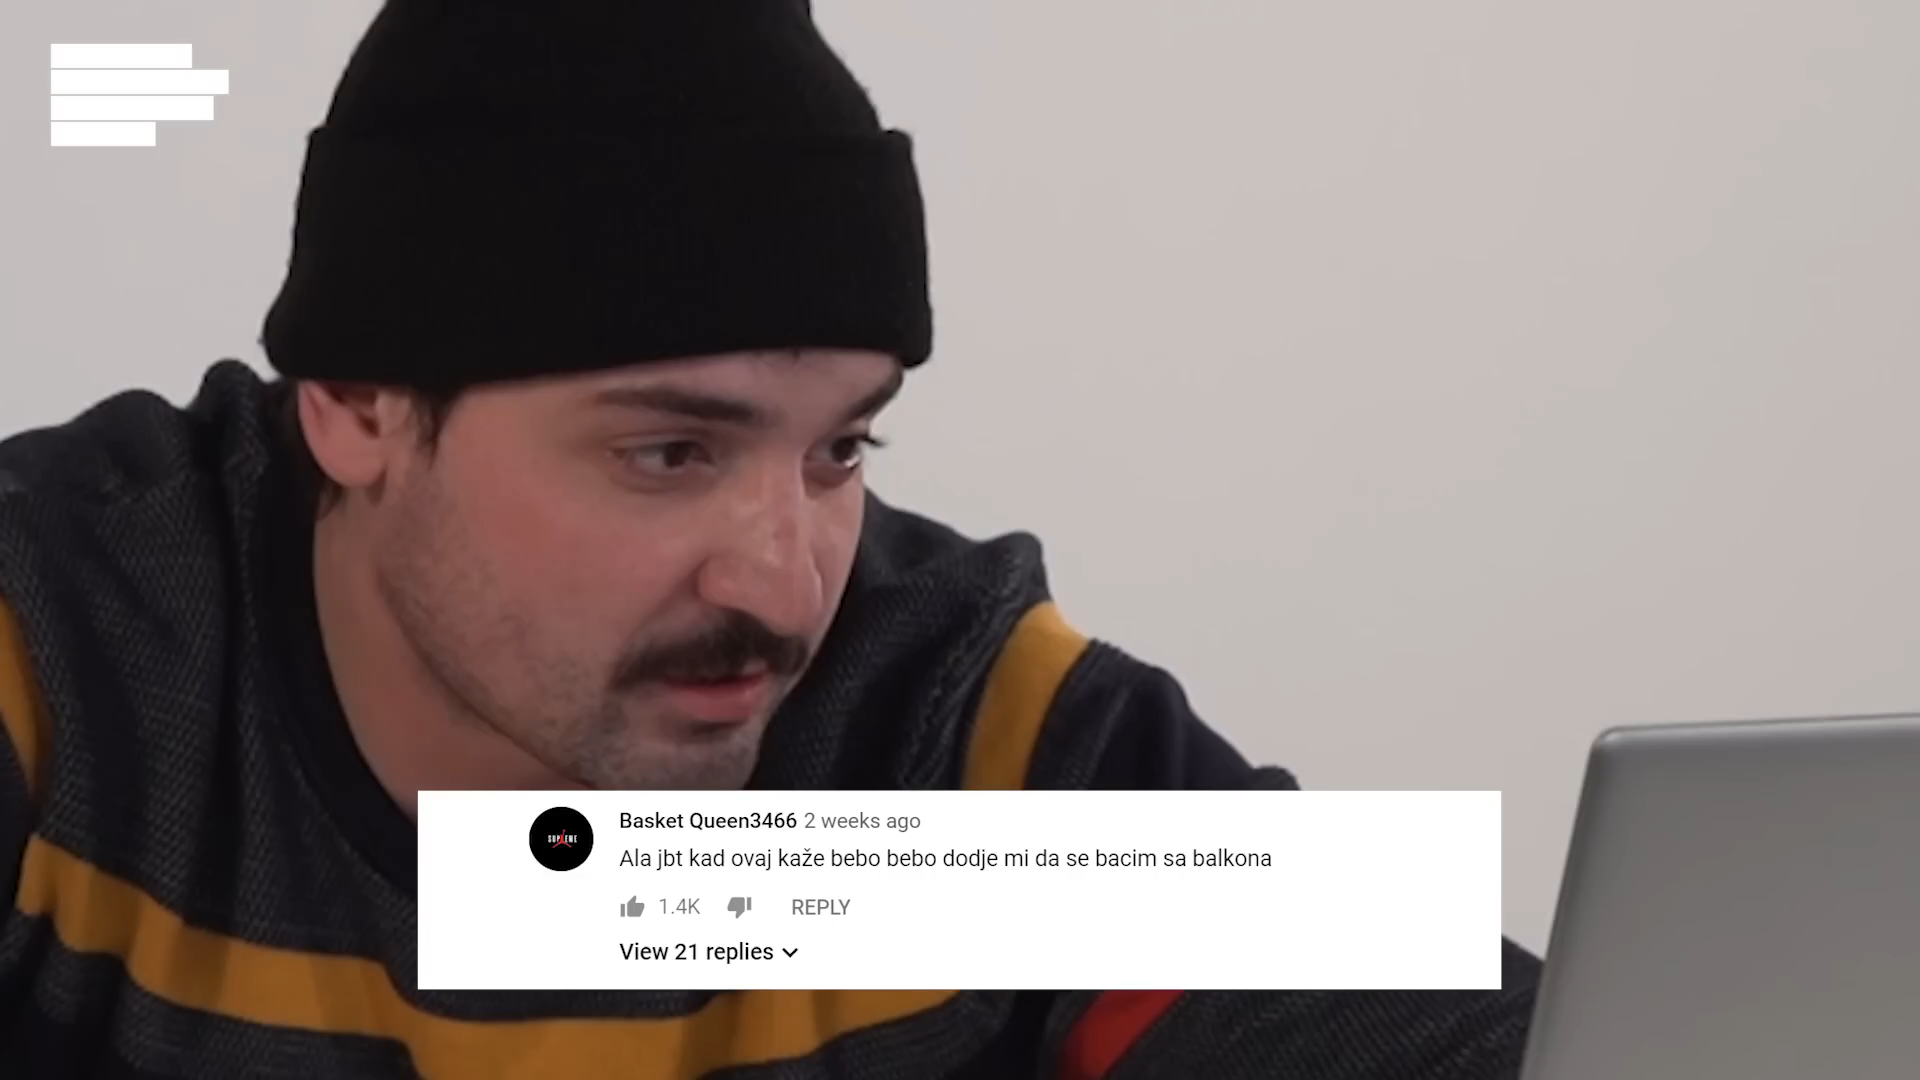 SUPREME
Basket Queen3466 2 weeks ago
Ala jbt kad ovaj kaže bebo bebo dodje mi da se bacim sa balkona
1.4K REPLY
View 21 replies